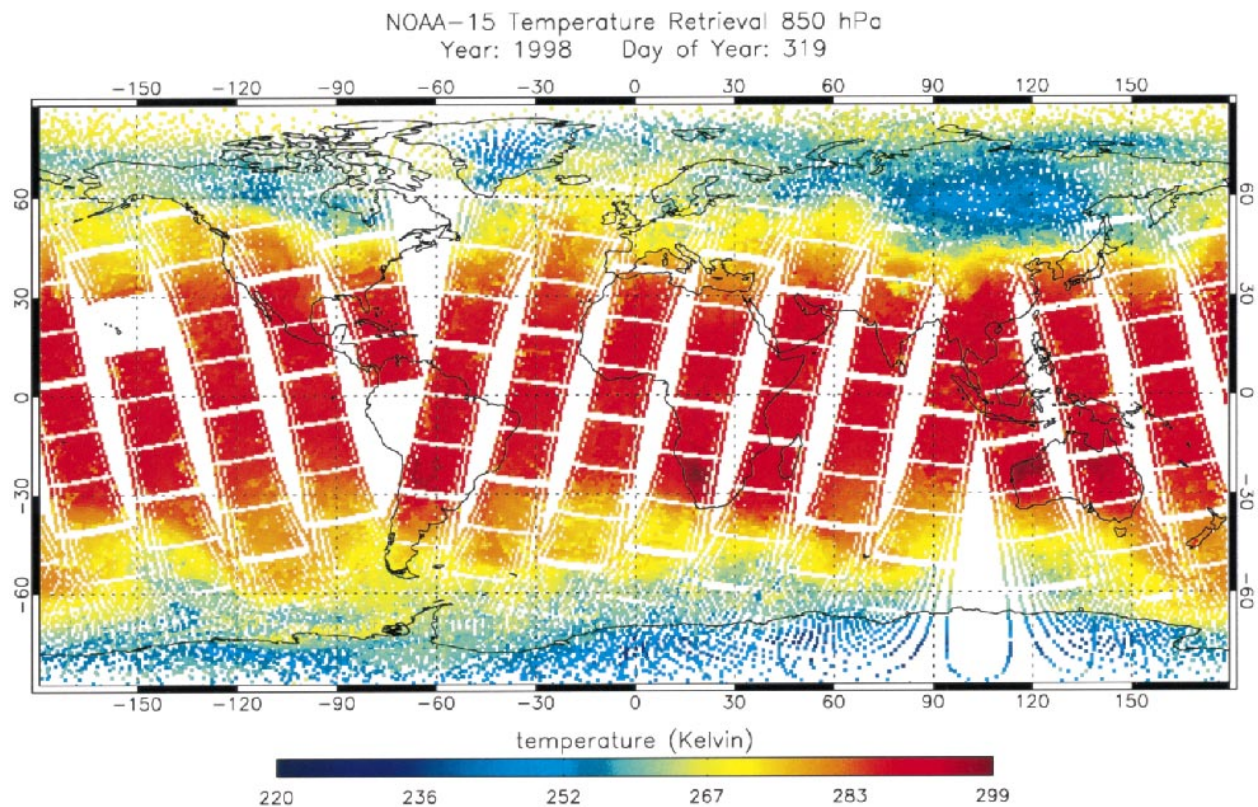 NOAA-15 Temperature Retrieval 850 hPa
Year: 1998 Day of Year: 319
-150 -120 -90 -60 -30 0 30 60 90 120 150
60 60
30 30
0 0
-30 -30
-60 -60
-150 -120 -90 -60 -30 0 30 60 90 120 150
temperature (Kelvin)
220 236 252 267 283 299